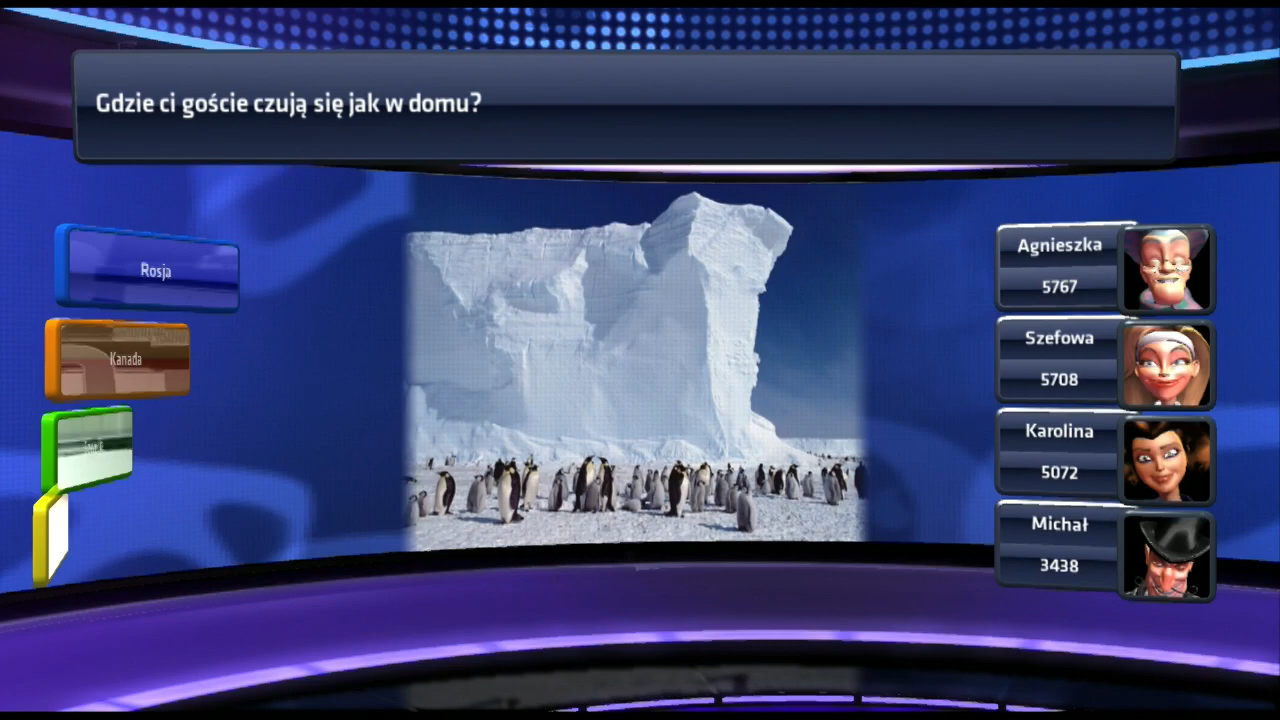 Gdzie ci goście czują się jak w domu?
Rosja
Kanada
Agnieszka
5767
Szefowa
5708
Karolina
5072
Michał
3438